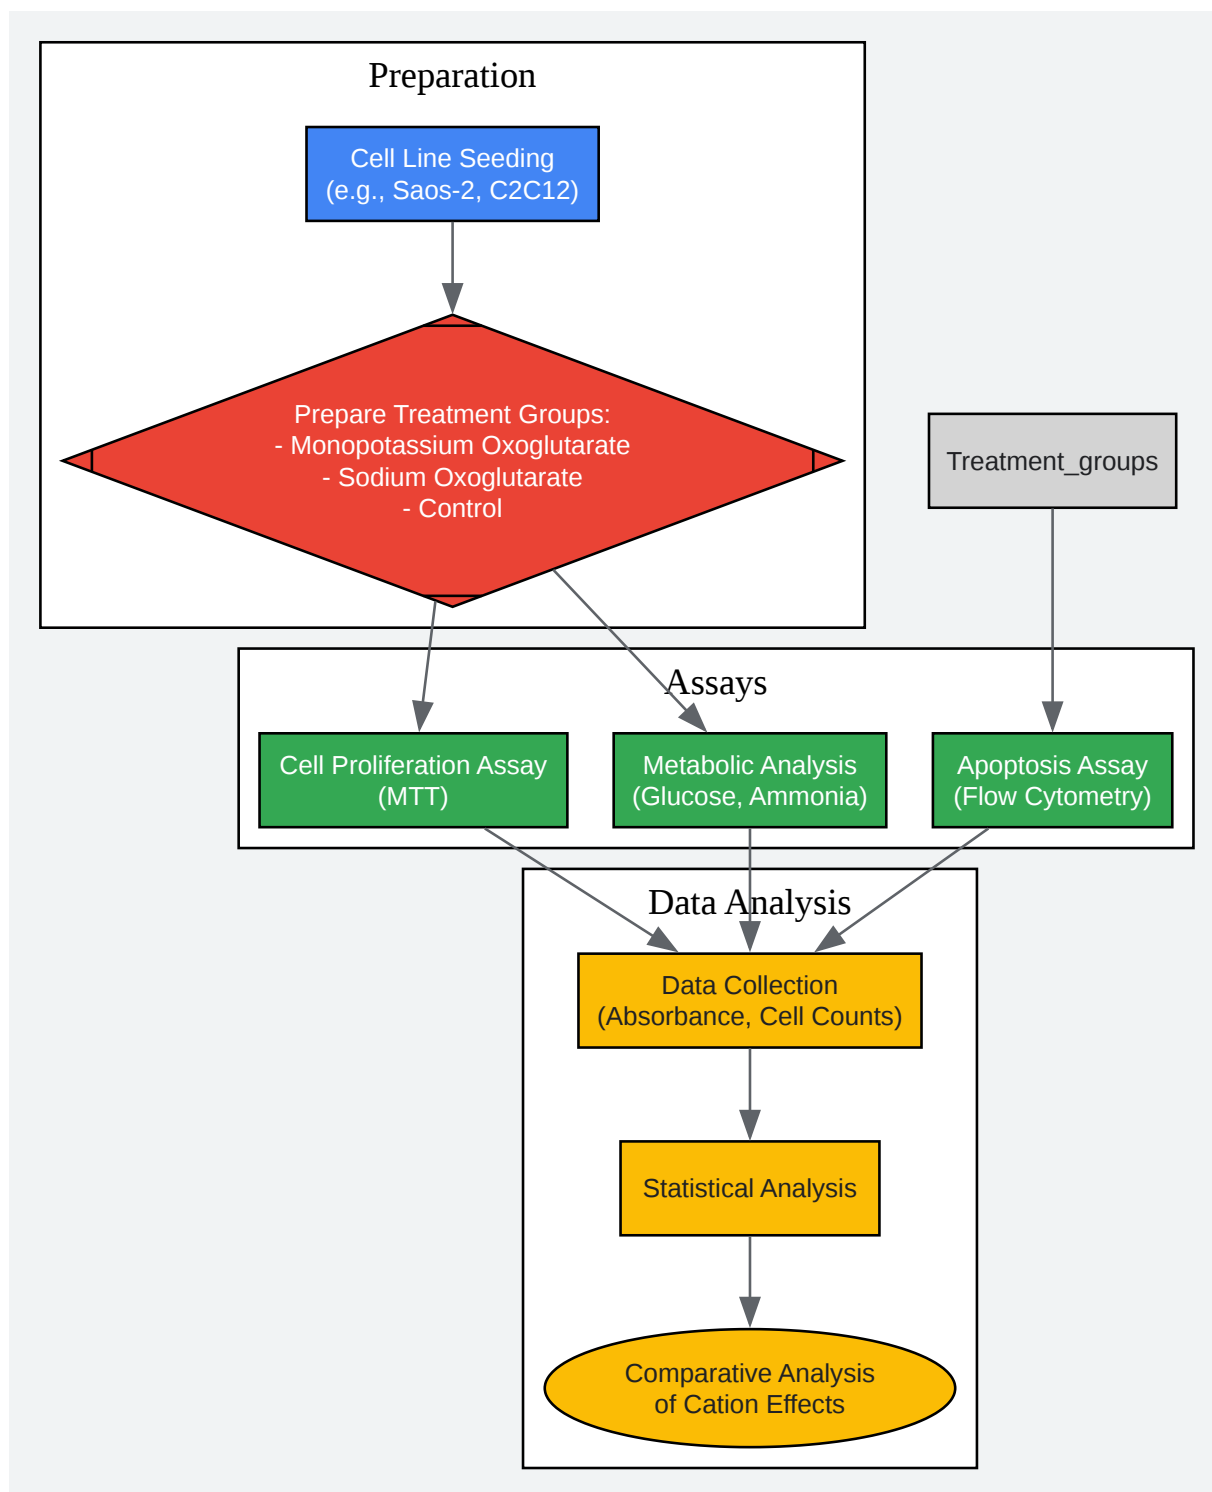 Preparation
Cell Line Seeding
(e.g., Saos-2, C2C12)
Prepare Treatment Groups:
- Monopotassium Oxoglutarate
- Sodium Oxoglutarate
- Control
Treatment_groups
Assays
Cell Proliferation Assay
(MTT)
Metabolic Analysis
(Glucose, Ammonia)
Apoptosis Assay
(Flow Cytometry)
Data Analysis
Data Collection
(Absorbance, Cell Counts)
Statistical Analysis
Comparative Analysis
of Cation Effects